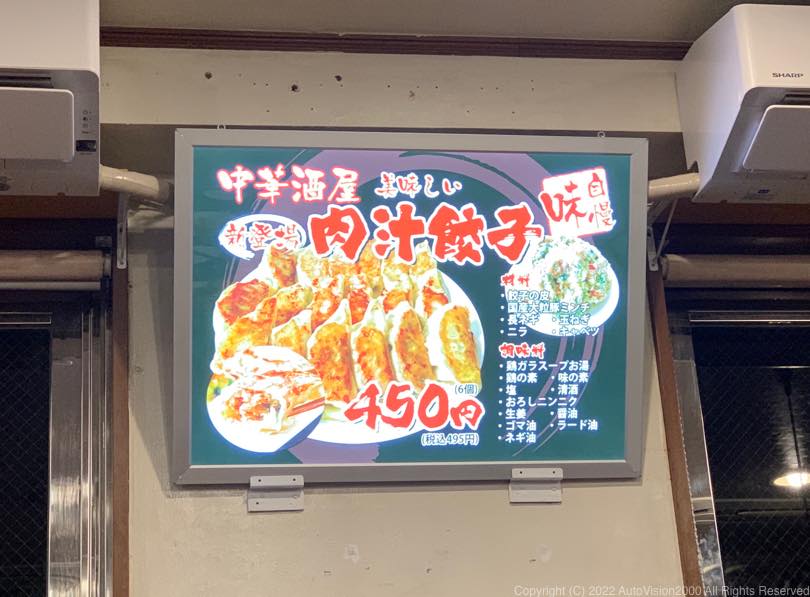 SHARP
中華酒屋 美味しい
自慢
味
新登場
肉汁餃子
材料
・餃子の皮
・国産大粒豚ミンチ
・長ネギ ・玉ねぎ
・ニラ ・キャベツ
調味料
・鶏ガラスープお湯
・鶏の素 ・味の素
・塩 ・清酒
・おろしニンニク
・生姜 ・醤油
・ゴマ油 ・ラード油
・ネギ油
(6個)
450円
(税込495円)
Copyright (C) 2022 AutoVision2000 All Rights Reserved